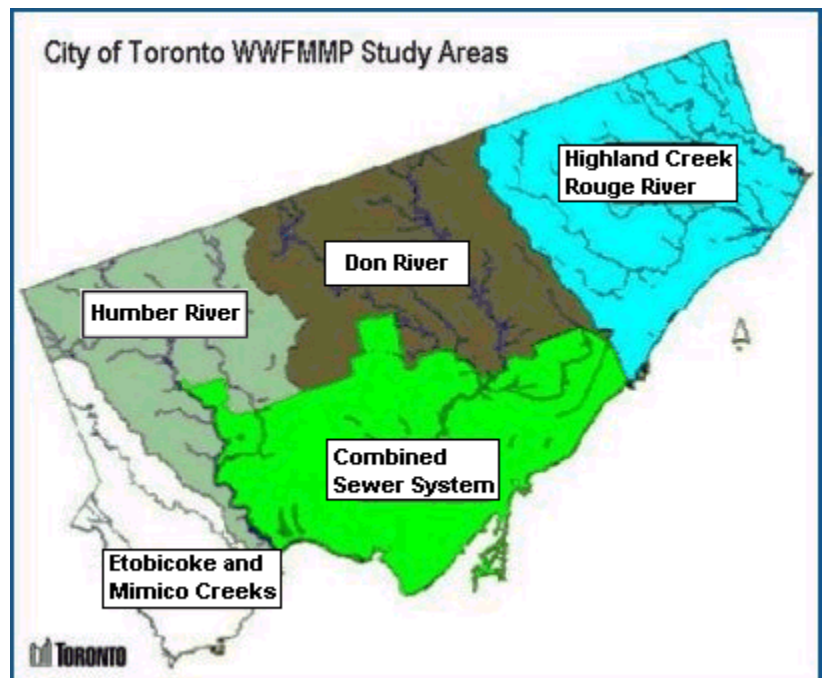 City of Toronto WWFMMP Study Areas
Highland Creek
Rouge River
Don River
Humber River
Combined
Sewer System
Etobicoke and
Mimico Creeks
TORONTO